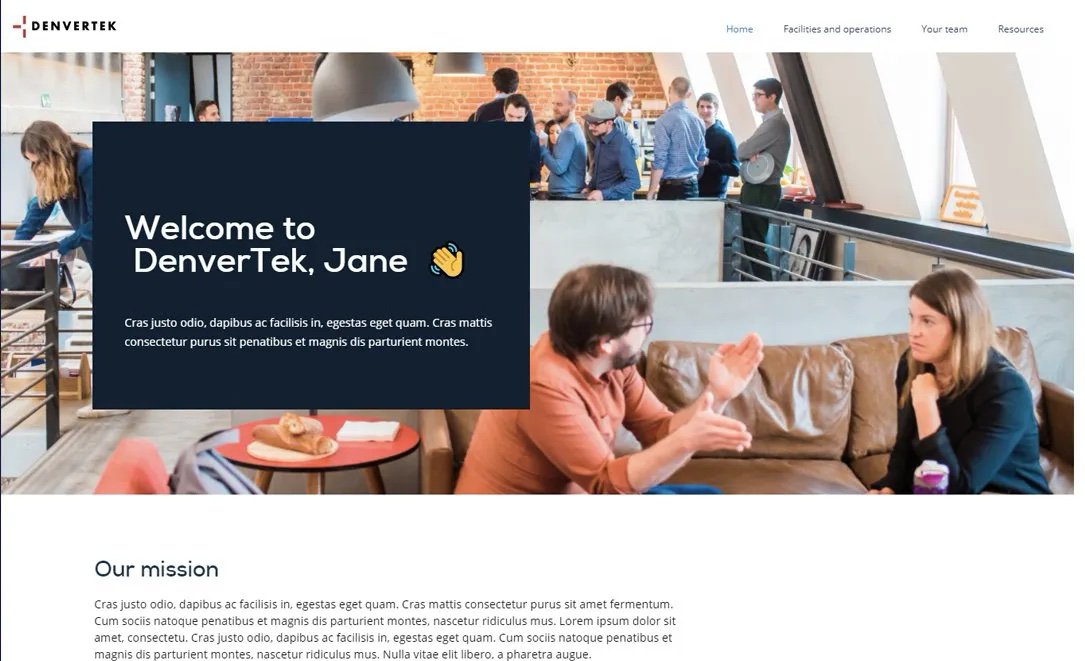 DENVERTEK
Home Facilities and operations Your team Resources
Welcome to
DenverTek, Jane 👋
Cras justo odio, dapibus ac facilisis in, egestas eget quam. Cras mattis
consectetur purus sit penatibus et magnis dis parturient montes.
Our mission
Cras justo odio, dapibus ac facilisis in, egestas eget quam. Cras mattis consectetur purus sit amet fermentum.
Cum sociis natoque penatibus et magnis dis parturient montes, nascetur ridiculus mus. Lorem ipsum dolor sit
amet, consectetu. Cras justo odio, dapibus ac facilisis in, egestas eget quam. Cum sociis natoque penatibus et
magnis dis parturient montes, nascetur ridiculus mus. Nulla vitae elit libero, a pharetra augue.